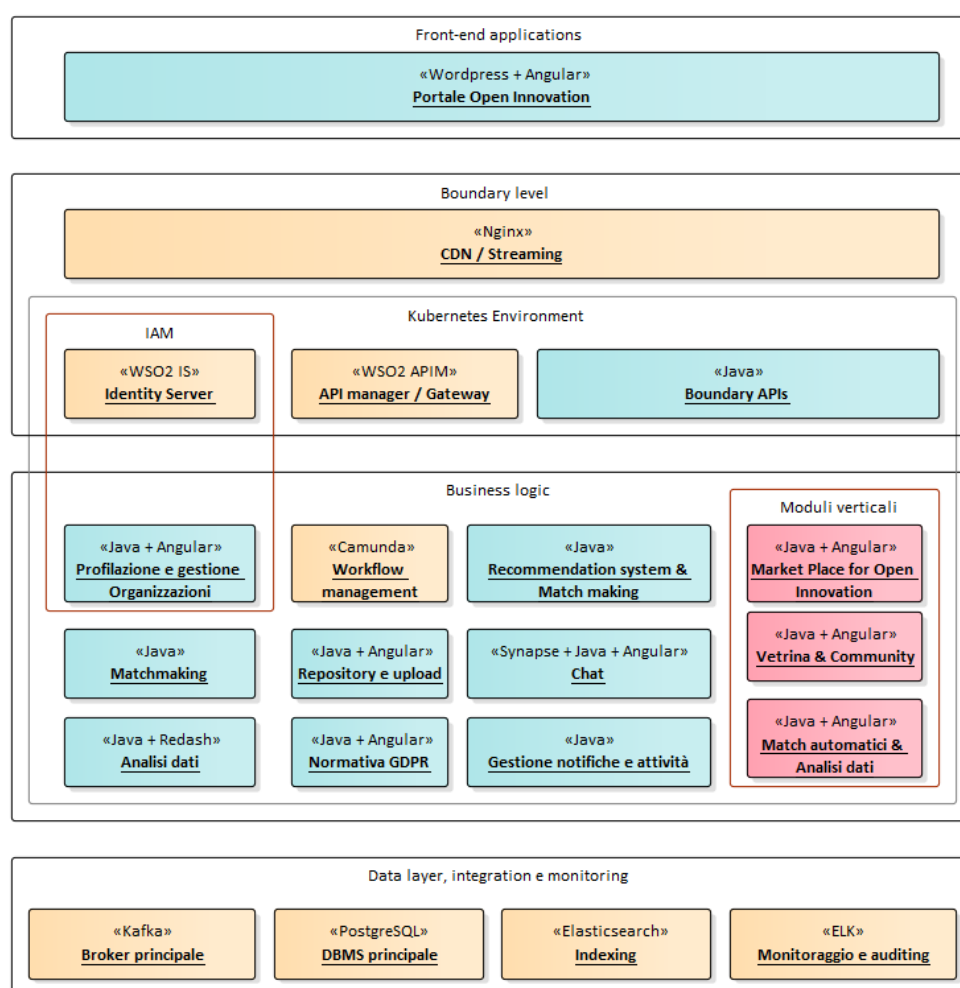 Front-end applications
«Wordpress + Angular»
Portale Open Innovation
Boundary level
«Nginx»
CDN / Streaming
Kubernetes Environment
IAM
«WSO2 IS»
Identity Server
«WSO2 APIM»
API manager / Gateway
«Java»
Boundary APIs
Business logic
«Java + Angular»
Profilazione e gestione
Organizzazioni
«Camunda»
Workflow
management
«Java»
Recommendation system &
Match making
Moduli verticali
«Java + Angular»
Market Place for Open
Innovation
«Java»
Matchmaking
«Java + Angular»
Repository e upload
«Synapse + Java + Angular»
Chat
«Java + Angular»
Vetrina & Community
«Java + Redash»
Analisi dati
«Java + Angular»
Normativa GDPR
«Java»
Gestione notifiche e attività
«Java + Angular»
Match automatici &
Analisi dati
Data layer, integration e monitoring
«Kafka»
Broker principale
«PostgreSQL»
DBMS principale
«Elasticsearch»
Indexing
«ELK»
Monitoraggio e auditing